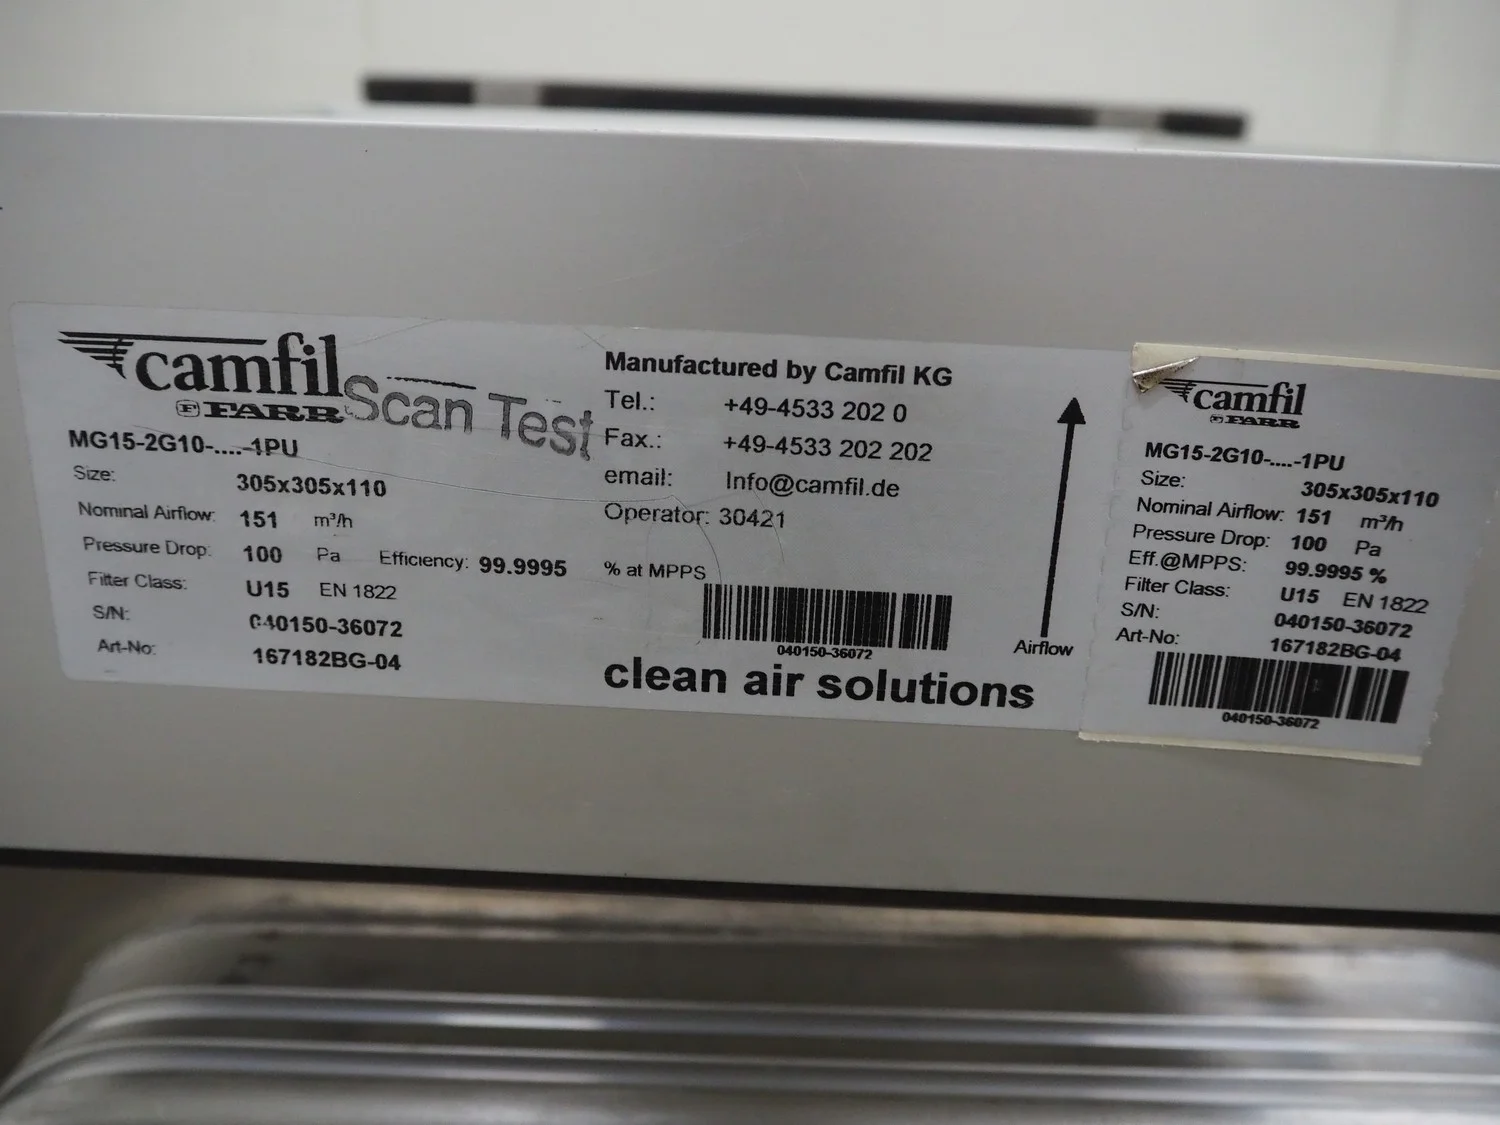 camfil
FARR
Scan Test
MG15-2G10-....-1PU
Size: 305x305x110
Nominal Airflow: 151 m³/h
Pressure Drop: 100 Pa Efficiency: 99.9995 % at MPPS
Filter Class: U15 EN 1822
S/N: 040150-36072
Art-No: 167182BG-04
Manufactured by Camfil KG
Tel.: +49-4533 202 0
Fax.: +49-4533 202 202
email: Info@camfil.de
Operator: 30421
040150-36072
clean air solutions
Airflow
camfil
FARR
MG15-2G10-....-1PU
Size: 305x305x110
Nominal Airflow: 151 m³/h
Pressure Drop: 100 Pa
Eff.@MPPS: 99.9995 %
Filter Class: U15 EN 1822
S/N: 040150-36072
Art-No: 167182BG-04
040150-36072